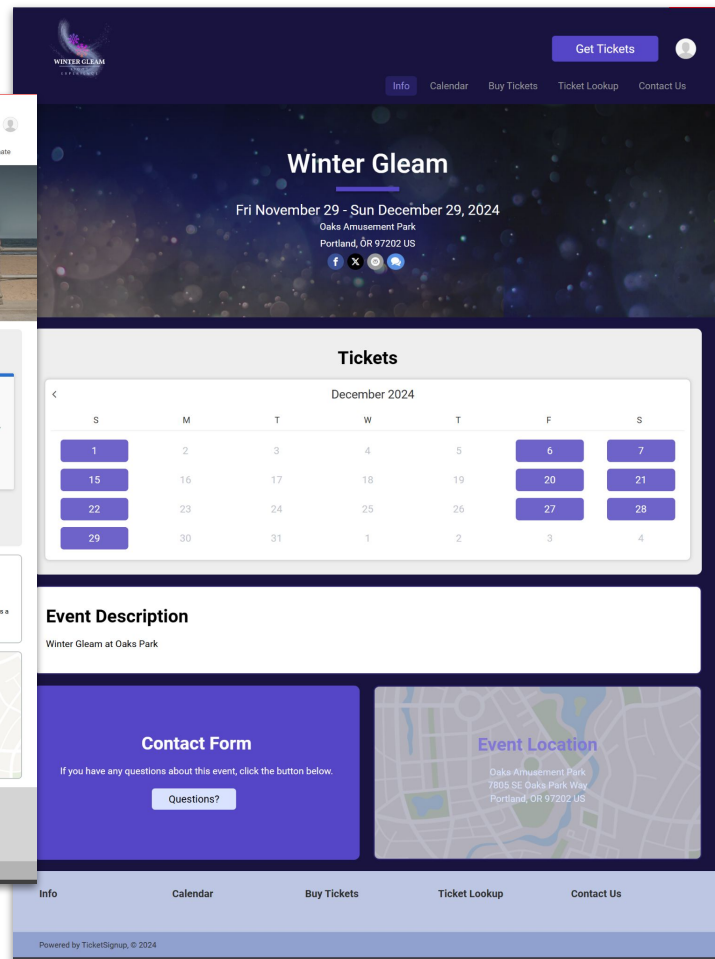 WINTER GLEAM
LIGHT
EXPERIENCE
Get Tickets
Info Calendar Buy Tickets Ticket Lookup Contact Us
Winter Gleam
Fri November 29 - Sun December 29, 2024
Oaks Amusement Park
Portland, OR 97202 US
Tickets
< December 2024
S M T W T F S
1 2 3 4 5 6 7
15 16 17 18 19 20 21
22 23 24 25 26 27 28
29 30 31 1 2 3 4
Event Description
Winter Gleam at Oaks Park
Contact Form
If you have any questions about this event, click the button below.
Questions?
Event Location
Oaks Amusement Park
7805 SE Oaks Park Way
Portland, OR 97202 US
Info Calendar Buy Tickets Ticket Lookup Contact Us
Powered by TicketSignup, © 2024